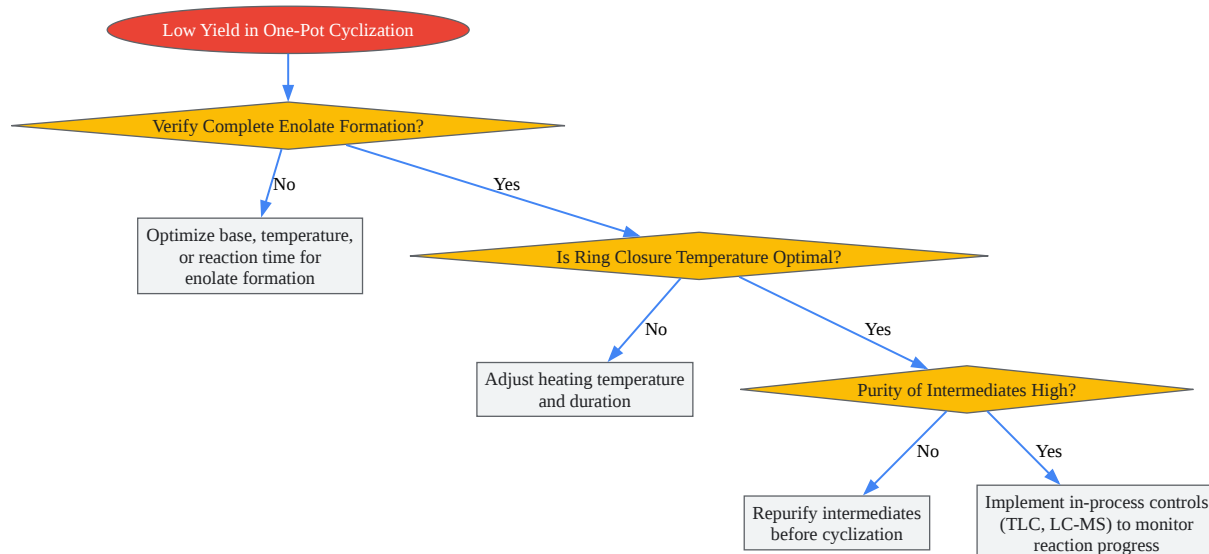 Low Yield in One-Pot Cyclization
Verify Complete Enolate Formation?
No
Yes
Optimize base, temperature,
or reaction time for
enolate formation
Is Ring Closure Temperature Optimal?
No
Yes
Adjust heating temperature
and duration
Purity of Intermediates High?
No
Yes
Repurify intermediates
before cyclization
Implement in-process controls
(TLC, LC-MS) to monitor
reaction progress